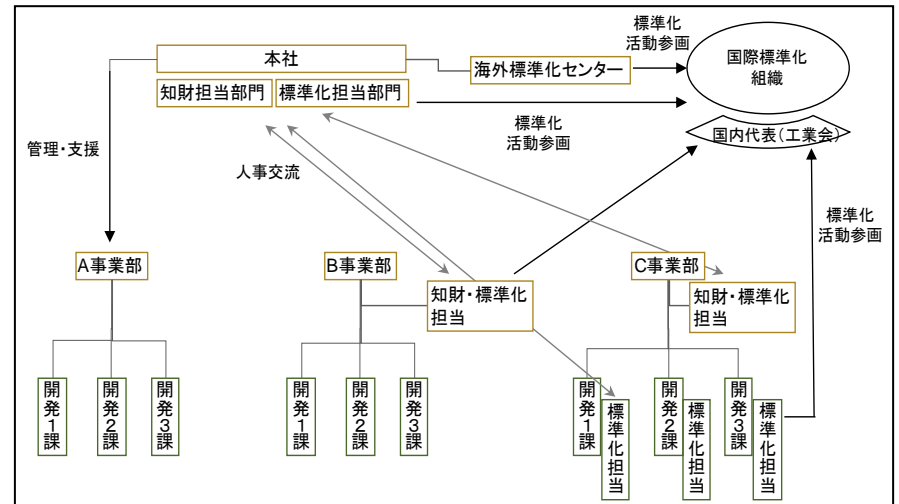 標準化
活動参画
国際標準化
組織
本社
海外標準化センター
知財担当部門
標準化担当部門
標準化
活動参画
国内代表(工業会)
管理・支援
人事交流
標準化
活動参画
A事業部
B事業部
C事業部
知財・標準化
担当
知財・標準化
担当
開発1課
開発2課
開発3課
開発1課
開発2課
開発3課
開発1課
標準化担当
開発2課
標準化担当
開発3課
標準化担当